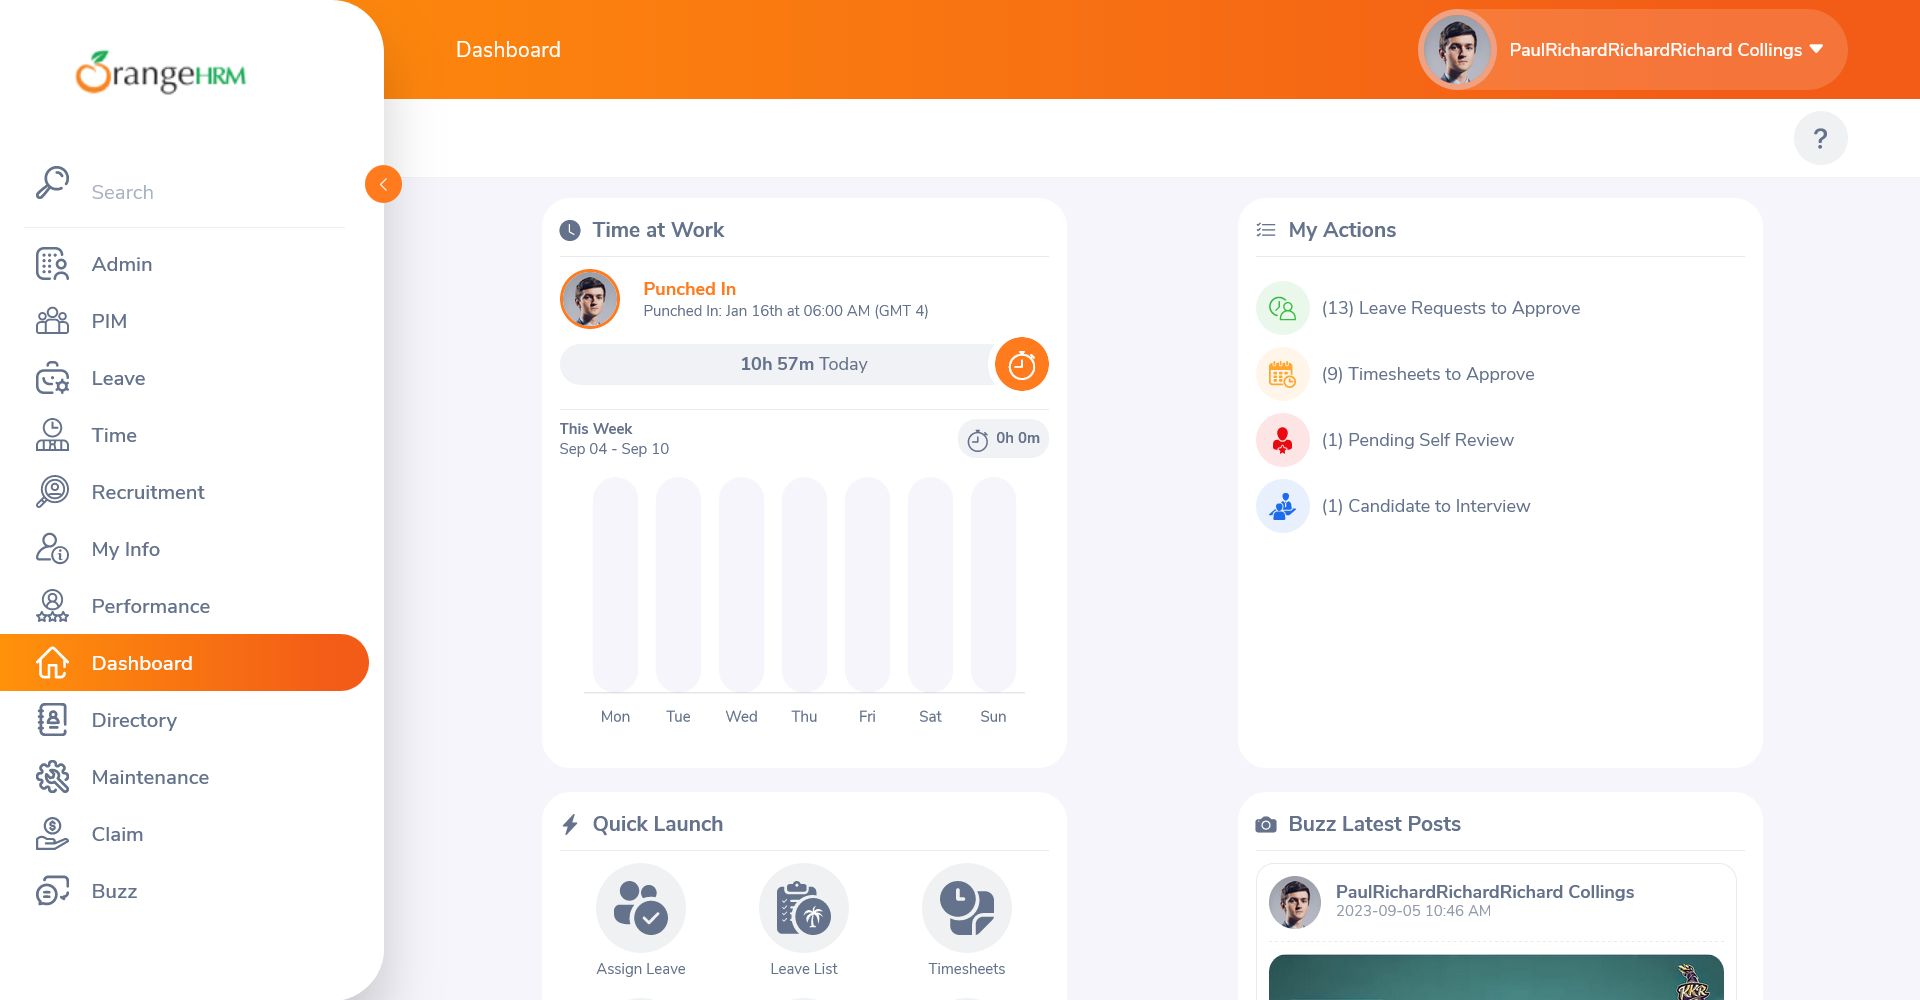 OrangeHRM
Search
Admin
PIM
Leave
Time
Recruitment
My Info
Performance
Dashboard
Directory
Maintenance
Claim
Buzz
Dashboard
PaulRichardRichardRichard Collings
?
Time at Work
Punched In
Punched In: Jan 16th at 06:00 AM (GMT 4)
10h 57m Today
This Week
Sep 04 - Sep 10
0h 0m
Mon Tue Wed Thu Fri Sat Sun
My Actions
(13) Leave Requests to Approve
(9) Timesheets to Approve
(1) Pending Self Review
(1) Candidate to Interview
Quick Launch
Assign Leave
Leave List
Timesheets
Buzz Latest Posts
PaulRichardRichardRichard Collings
2023-09-05 10:46 AM
KKR